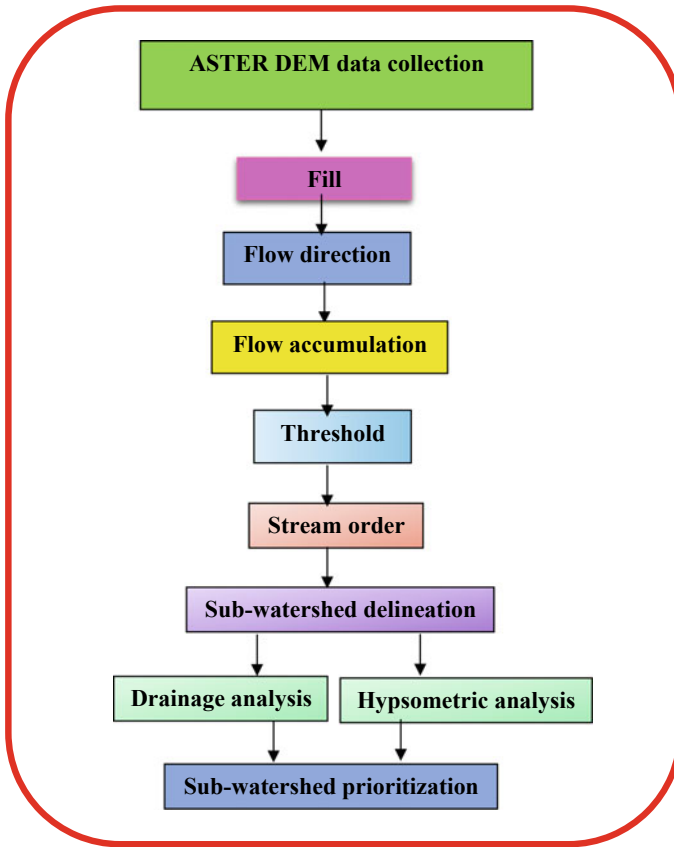 ASTER DEM data collection
Fill
Flow direction
Flow accumulation
Threshold
Stream order
Sub-watershed delineation
Drainage analysis
Hypsometric analysis
Sub-watershed prioritization